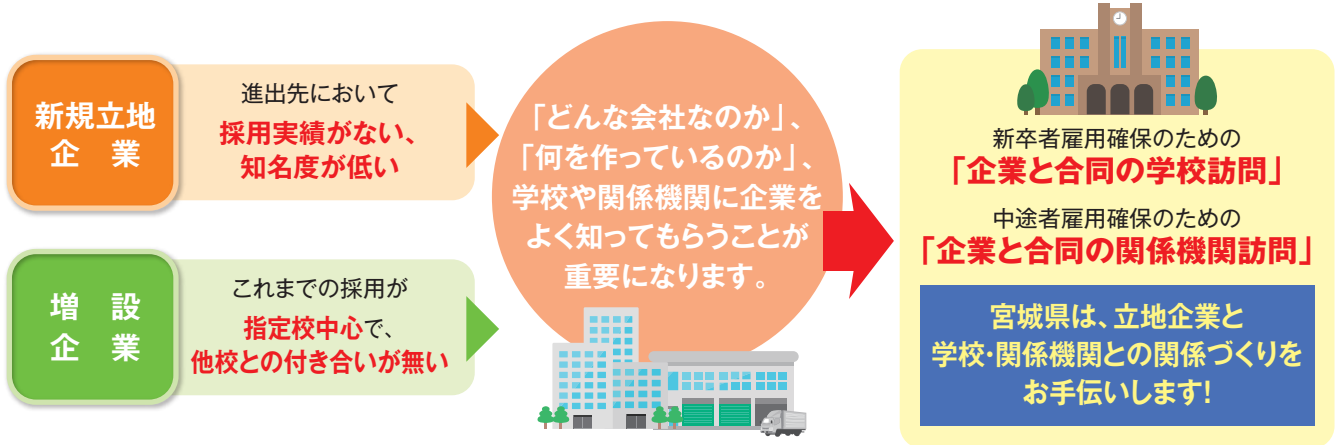 新規立地
企　業
進出先において
採用実績がない、
知名度が低い
増　設
企　業
これまでの採用が
指定校中心で、
他校との付き合いが無い
「どんな会社なのか」、
「何を作っているのか」、
学校や関係機関に企業を
よく知ってもらうことが
重要になります。
新卒者雇用確保のための
「企業と合同の学校訪問」
中途者雇用確保のための
「企業と合同の関係機関訪問」
宮城県は、立地企業と
学校・関係機関との関係づくりを
お手伝いします!